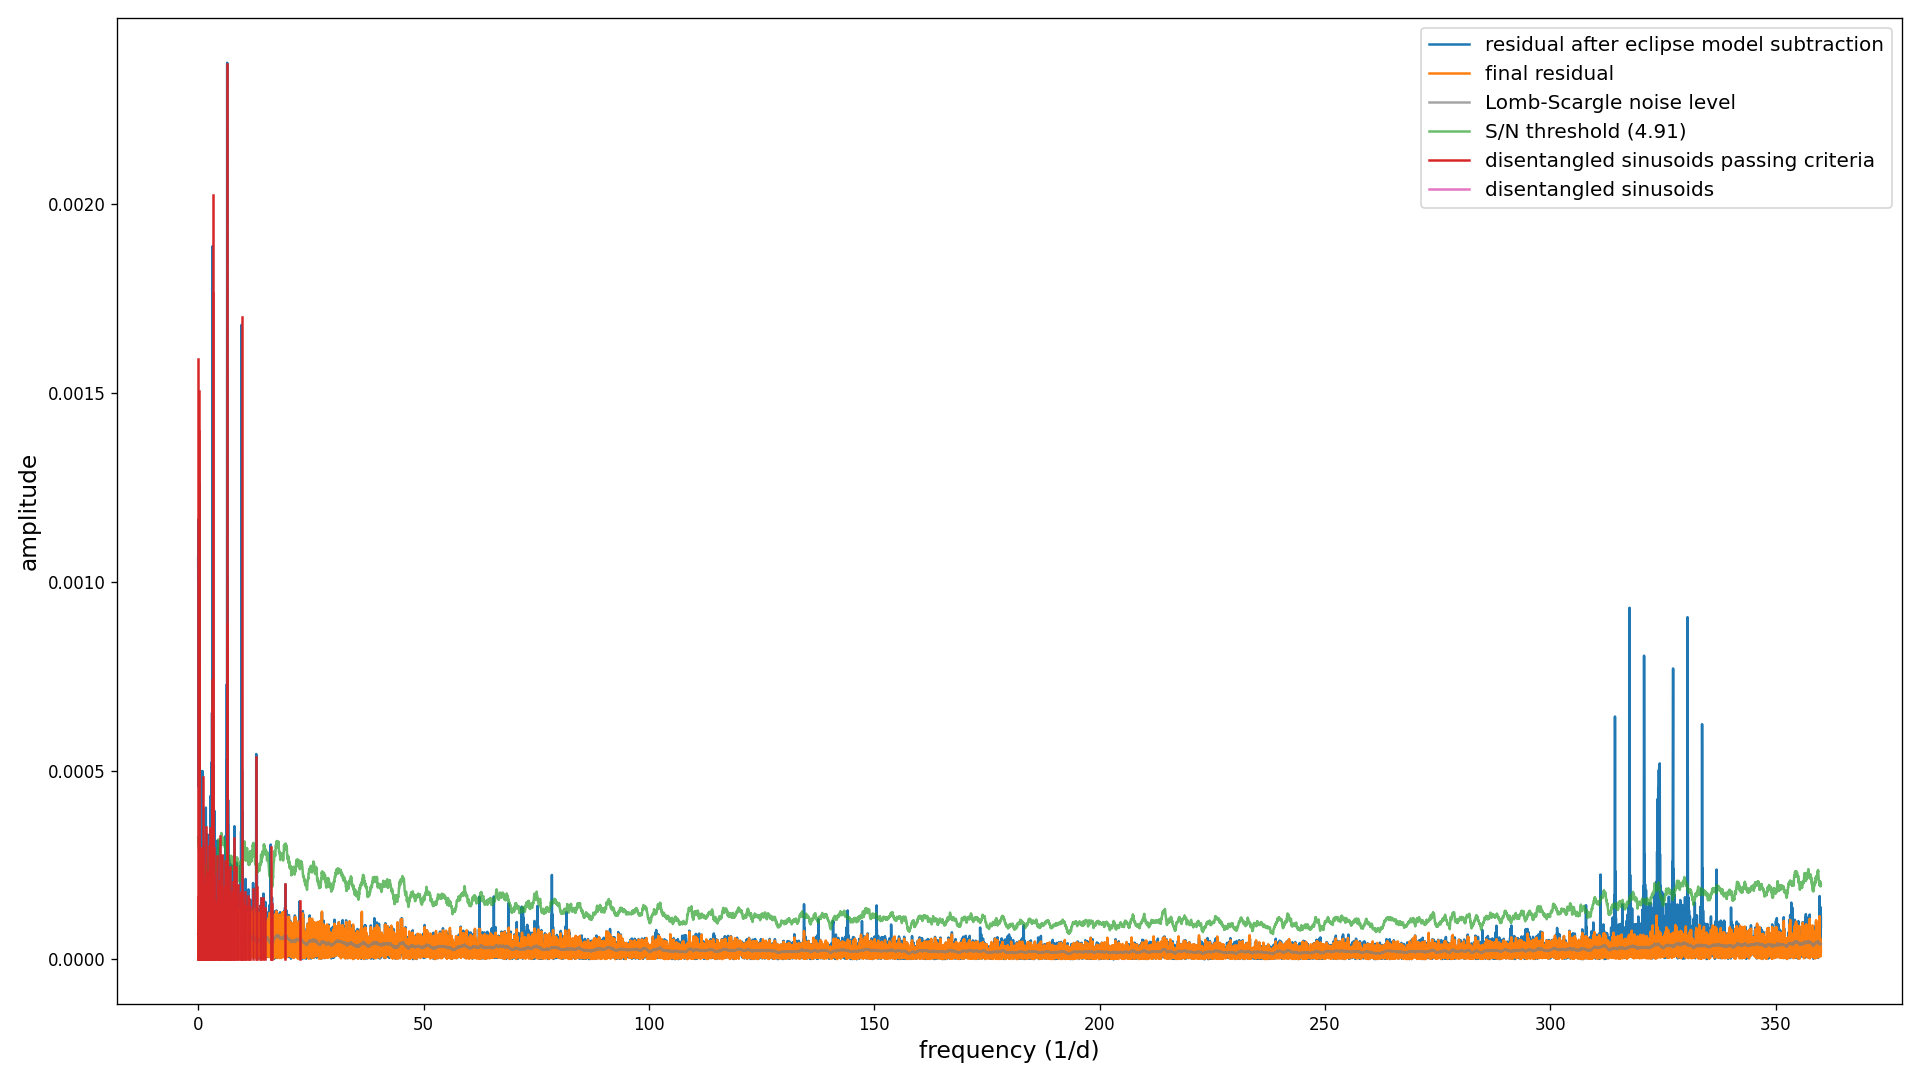 residual after eclipse model subtraction
final residual
Lomb-Scargle noise level
S/N threshold (4.91)
disentangled sinusoids passing criteria
disentangled sinusoids
amplitude
0.0020
0.0015
0.0010
0.0005
0.0000
0 50 100 150 200 250 300 350
frequency (1/d)